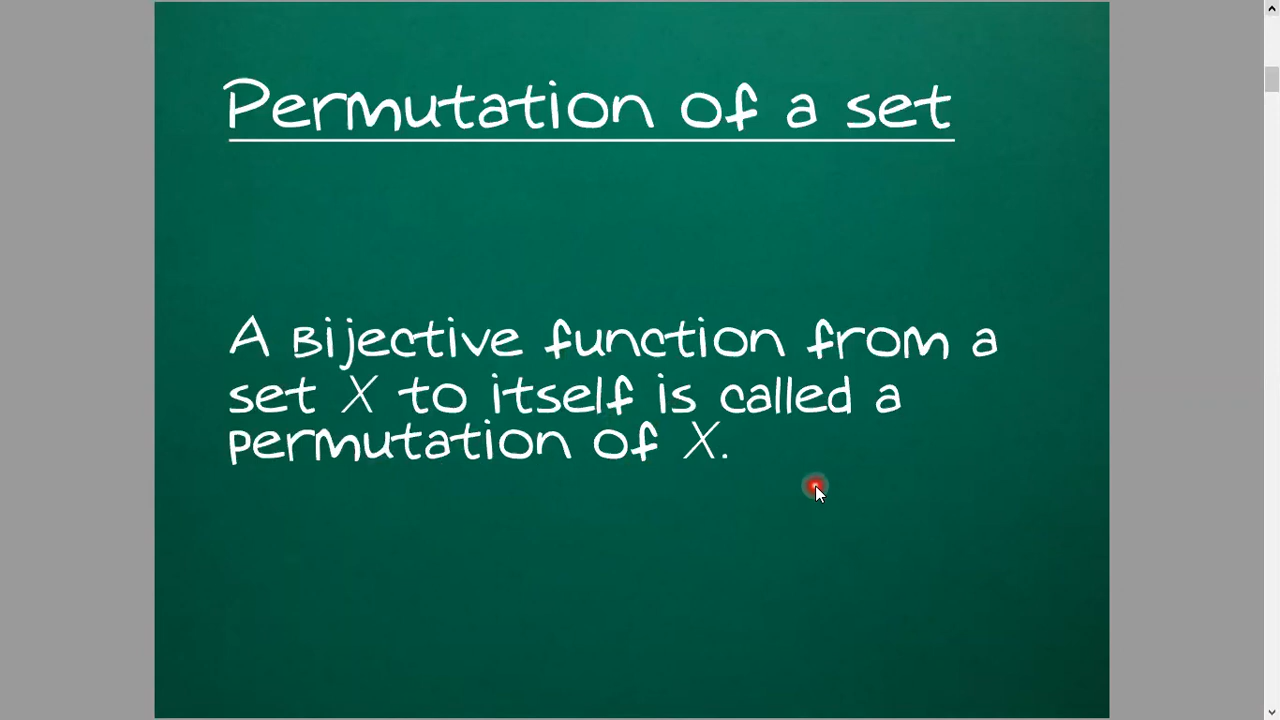 Permutation of a set
A Bijective function from a
set X to itself is called a
permutation of X.